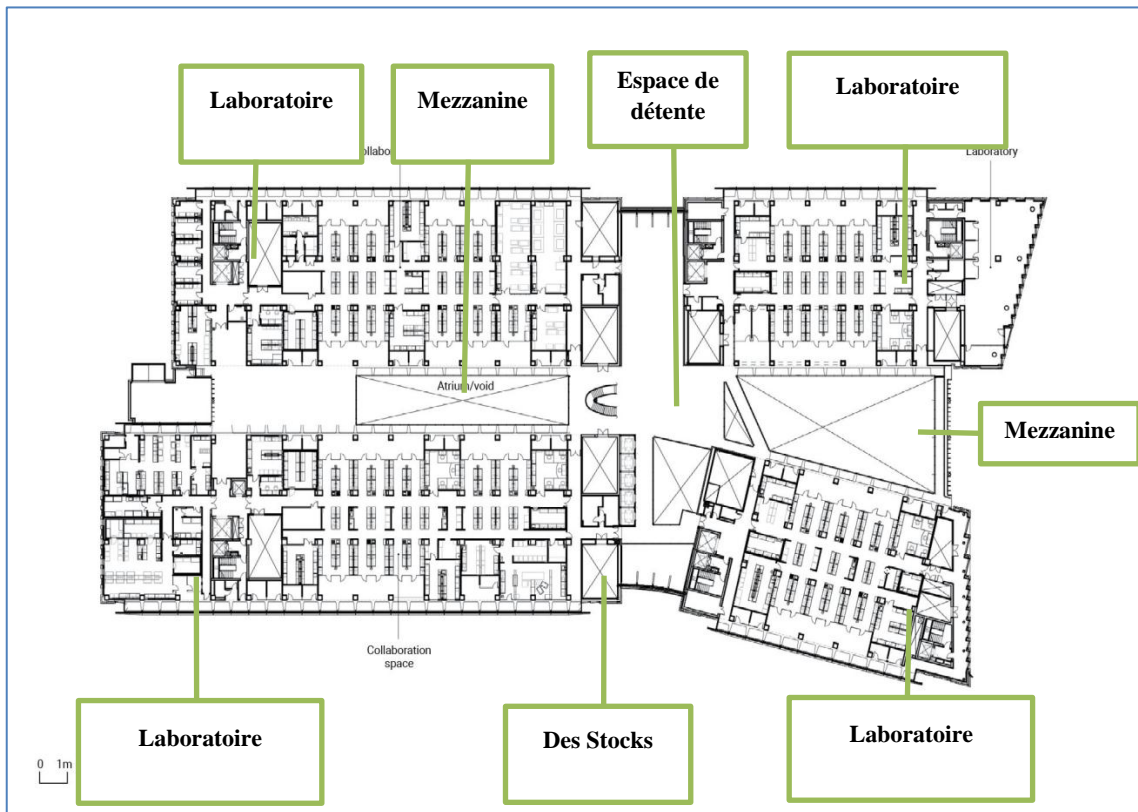 Laboratoire
Mezzanine
Espace de
détente
Laboratoire
Laboratory
Atrium/void
Mezzanine
Collaboration
space
Laboratoire
Des Stocks
Laboratoire
0 1m